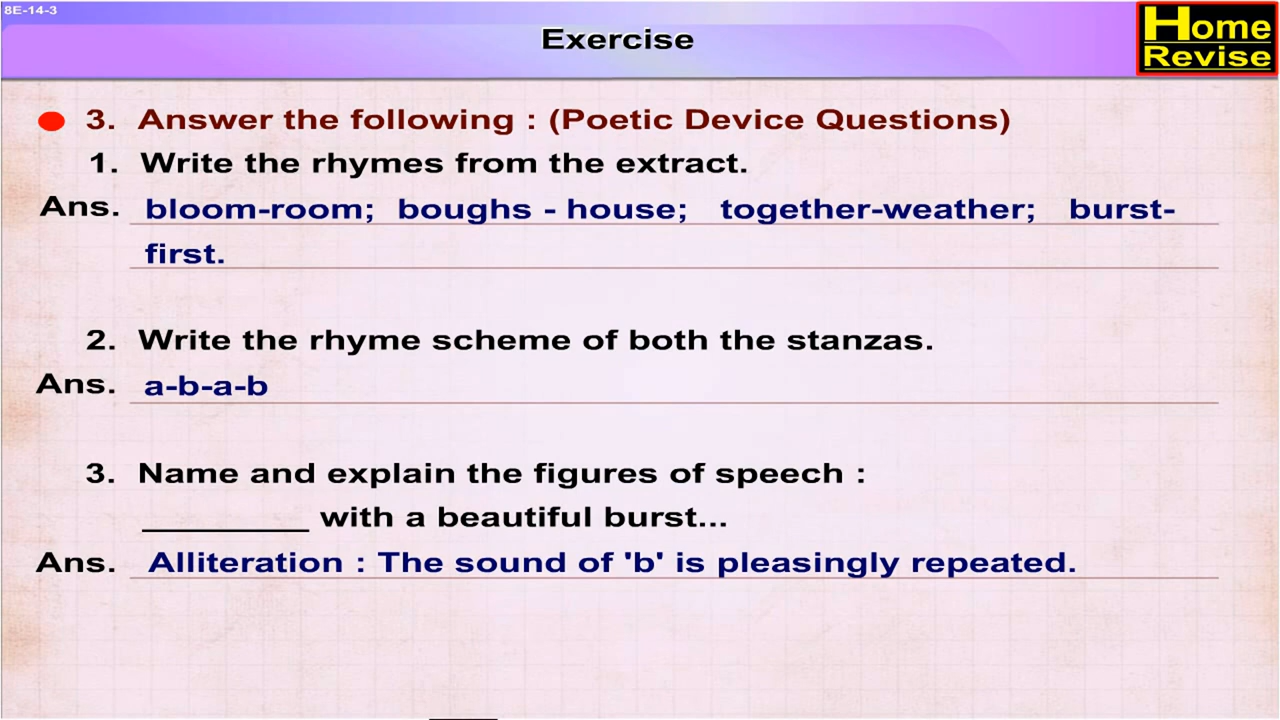 8E-14-3
Exercise
Home
Revise
3. Answer the following : (Poetic Device Questions)
1. Write the rhymes from the extract.
Ans. bloom-room; boughs - house; together-weather; burst-
first.
2. Write the rhyme scheme of both the stanzas.
Ans. a-b-a-b
3. Name and explain the figures of speech :
_________ with a beautiful burst...
Ans. Alliteration : The sound of 'b' is pleasingly repeated.